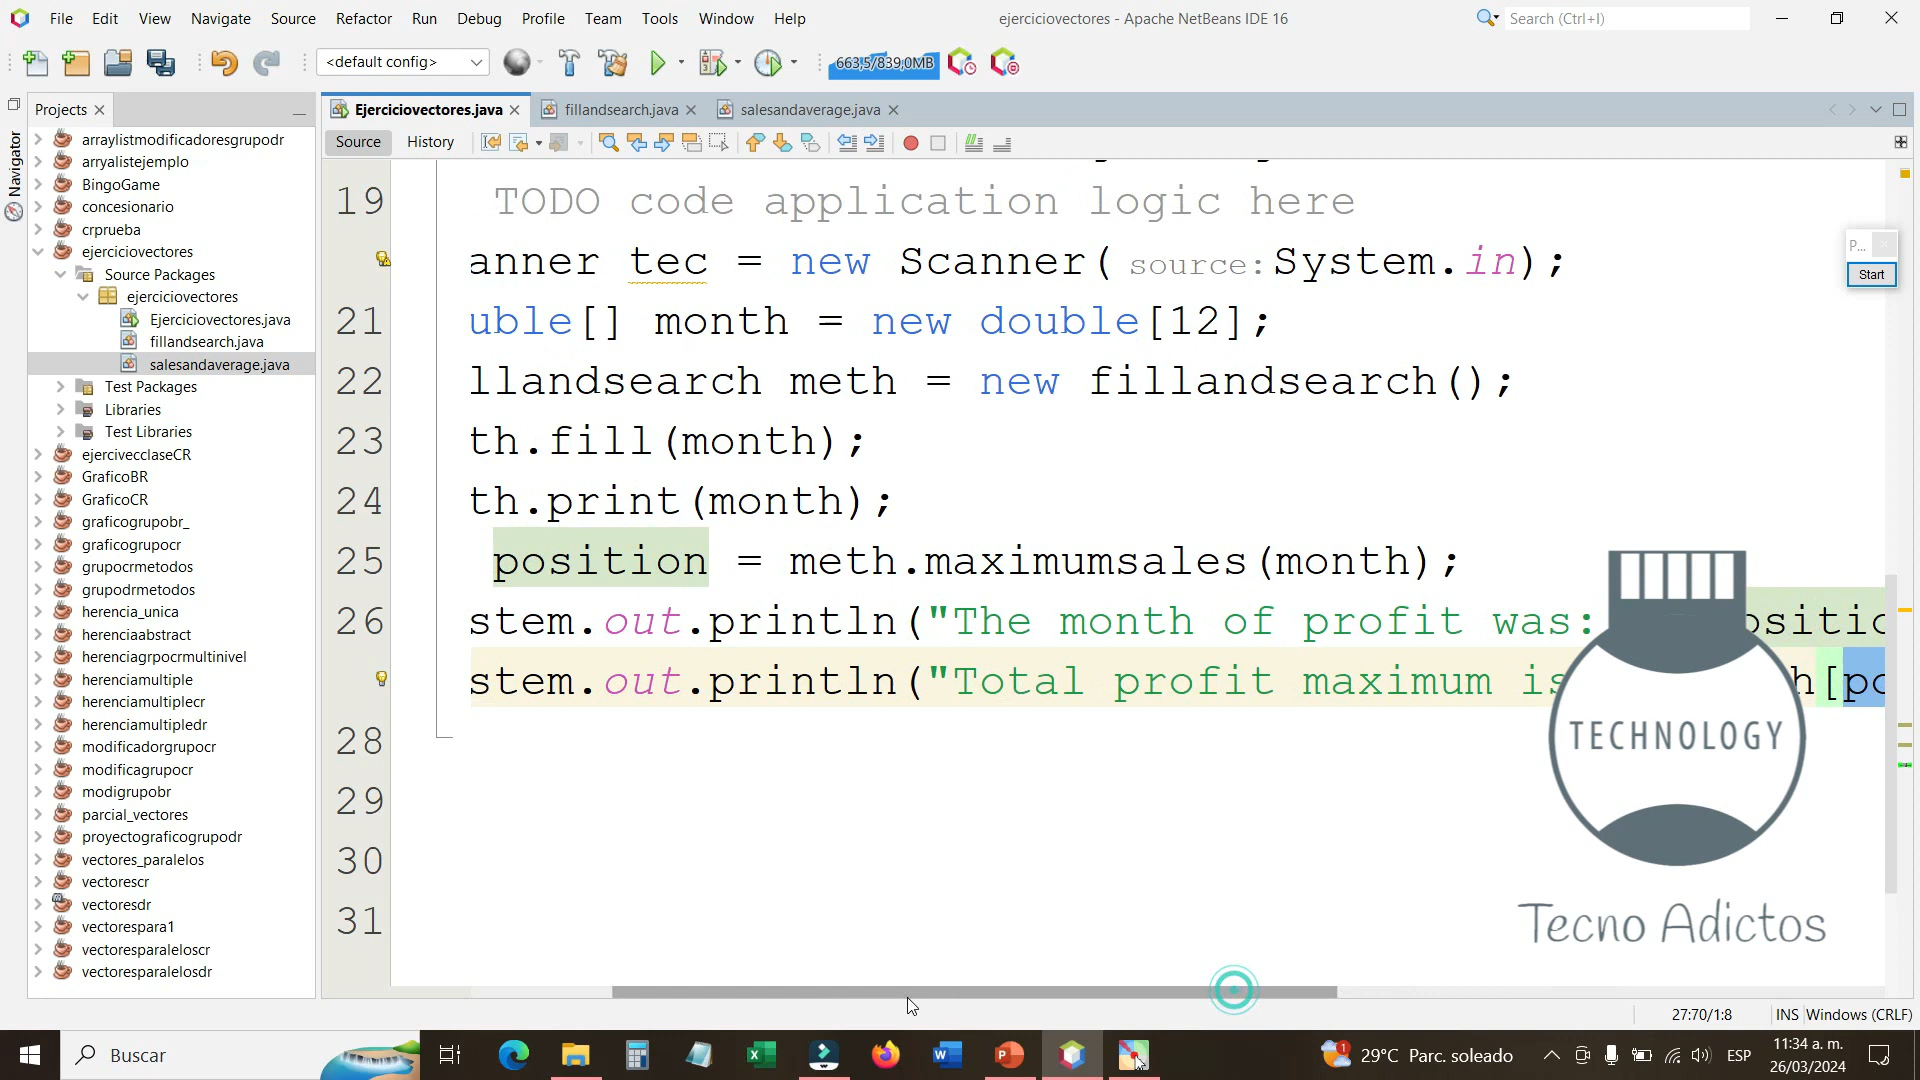 File Edit View Navigate Source Refactor Run Debug Profile Team Tools Window Help
ejerciciovectores - Apache NetBeans IDE 16
Search (Ctrl+I)
<default config>
663,5/839,0MB
Projects
Navigator
Ejerciciovectores.java
fillandsearch.java
salesandaverage.java
Source
History
arraylistmodificadoresgrupodr
arryalistejemplo
BingoGame
concesionario
crprueba
ejerciciovectores
Source Packages
ejerciciovectores
Ejerciciovectores.java
fillandsearch.java
salesandaverage.java
Test Packages
Libraries
Test Libraries
ejercivecclaseCR
GraficoBR
GraficoCR
graficogrupobr_
graficogrupocr
grupocrmetodos
grupodrmetodos
herencia_unica
herenciaabstract
herenciagrpocrmultinivel
herenciamultiple
herenciamultiplecr
herenciamultipledr
modificadorgrupocr
modificagrupocr
modigrupobr
parcial_vectores
proyectograficogrupodr
vectores_paralelos
vectorescr
vectoresdr
vectorespara1
vectoresparaleloscr
vectoresparalelosdr
19 TODO code application logic here
anner tec = new Scanner( source: System.in);
21 uble[] month = new double[12];
22 llandsearch meth = new fillandsearch();
23 th.fill(month);
24 th.print(month);
25 position = meth.maximumsales(month);
26 stem.out.println("The month of profit was: ositio
stem.out.println("Total profit maximum is h[po
28
29
30
31
P...
Start
TECHNOLOGY
Tecno Adictos
27:70/1:8
INS
Windows (CRLF)
Buscar
29°C Parc. soleado
ESP
11:34 a. m.
26/03/2024